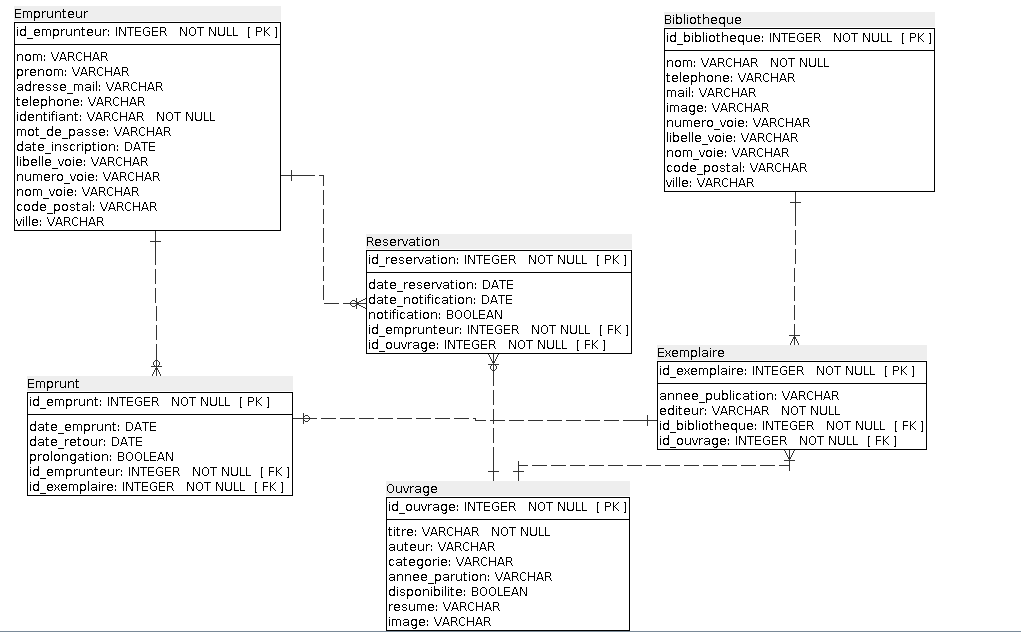 Emprunteur
id_emprunteur: INTEGER NOT NULL [ PK ]
nom: VARCHAR
prenom: VARCHAR
adresse_mail: VARCHAR
telephone: VARCHAR
identifiant: VARCHAR NOT NULL
mot_de_passe: VARCHAR
date_inscription: DATE
libelle_voie: VARCHAR
numero_voie: VARCHAR
nom_voie: VARCHAR
code_postal: VARCHAR
ville: VARCHAR
Bibliotheque
id_bibliotheque: INTEGER NOT NULL [ PK ]
nom: VARCHAR NOT NULL
telephone: VARCHAR
mail: VARCHAR
image: VARCHAR
numero_voie: VARCHAR
libelle_voie: VARCHAR
nom_voie: VARCHAR
code_postal: VARCHAR
ville: VARCHAR
Reservation
id_reservation: INTEGER NOT NULL [ PK ]
date_reservation: DATE
date_notification: DATE
notification: BOOLEAN
id_emprunteur: INTEGER NOT NULL [ FK ]
id_ouvrage: INTEGER NOT NULL [ FK ]
Exemplaire
id_exemplaire: INTEGER NOT NULL [ PK ]
annee_publication: VARCHAR
editeur: VARCHAR NOT NULL
id_bibliotheque: INTEGER NOT NULL [ FK ]
id_ouvrage: INTEGER NOT NULL [ FK ]
Emprunt
id_emprunt: INTEGER NOT NULL [ PK ]
date_emprunt: DATE
date_retour: DATE
prolongation: BOOLEAN
id_emprunteur: INTEGER NOT NULL [ FK ]
id_exemplaire: INTEGER NOT NULL [ FK ]
Ouvrage
id_ouvrage: INTEGER NOT NULL [ PK ]
titre: VARCHAR NOT NULL
auteur: VARCHAR
categorie: VARCHAR
annee_parution: VARCHAR
disponibilite: BOOLEAN
resume: VARCHAR
image: VARCHAR